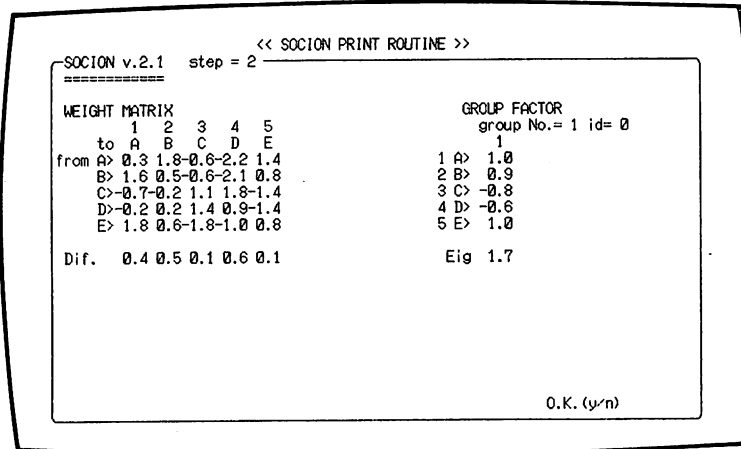 << SOCION PRINT ROUTINE >>
SOCION v.2.1 step = 2
============
WEIGHT MATRIX
1 2 3 4 5
to A B C D E
from A> 0.3 1.8-0.6-2.2 1.4
B> 1.6 0.5-0.6-2.1 0.8
C>-0.7-0.2 1.1 1.8-1.4
D>-0.2 0.2 1.4 0.9-1.4
E> 1.8 0.6-1.8-1.0 0.8
Dif. 0.4 0.5 0.1 0.6 0.1
GROUP FACTOR
group No.= 1 id= 0
1
1 A> 1.0
2 B> 0.9
3 C> -0.8
4 D> -0.6
5 E> 1.0
Eig 1.7
O.K.(y/n)